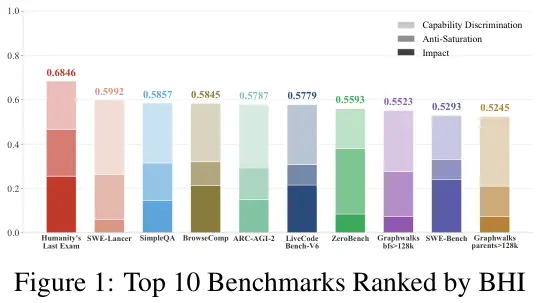 1.0
0.8
0.6
0.4
0.2
0.0
Capability Discrimination
Anti-Saturation
Impact
0.6846
0.5992
0.5857
0.5845
0.5787
0.5779
0.5593
0.5523
0.5293
0.5245
Humanity's
Last Exam
SWE-Lancer
SimpleQA
BrowseComp
ARC-AGI-2
LiveCode
Bench-V6
ZeroBench
Graphwalks
bfs>128k
SWE-Bench
Graphwalks
parents>128k
Figure 1: Top 10 Benchmarks Ranked by BHI